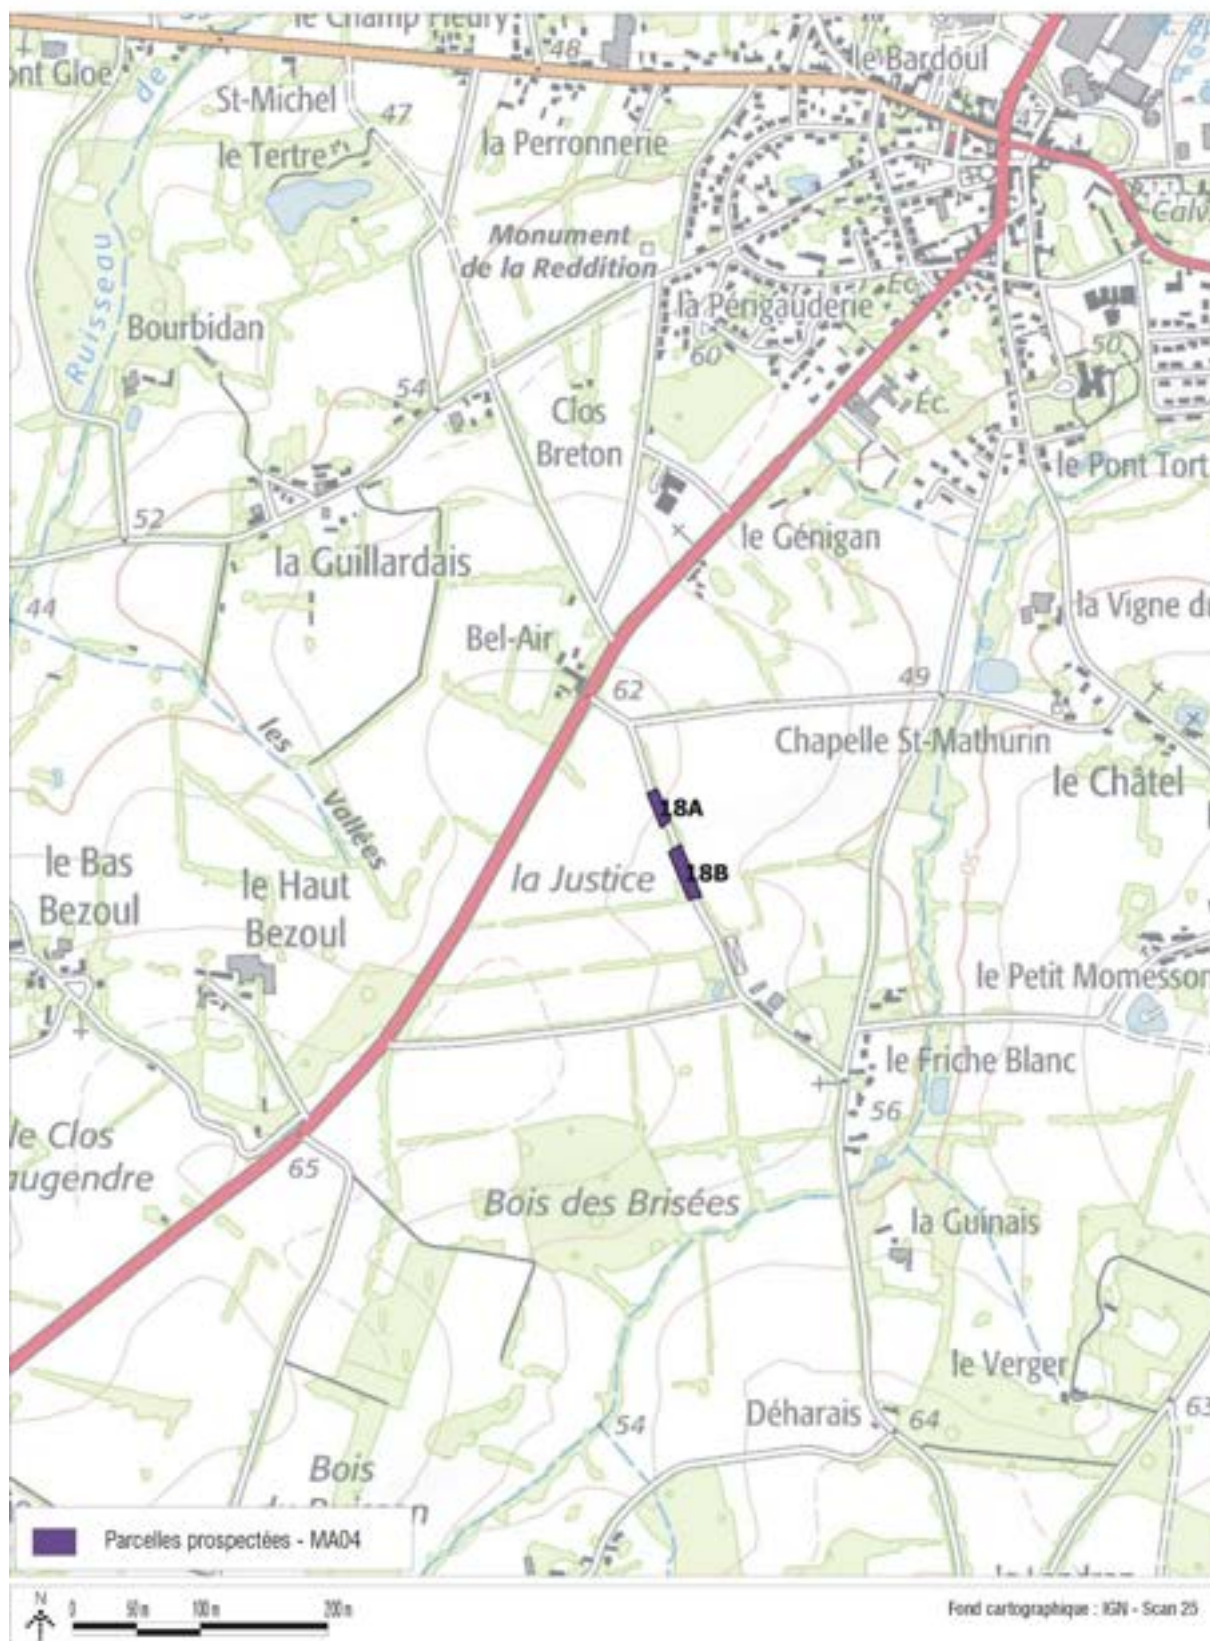 le Champ Fleury
48
le Bardoul
ont Gloe
de
St-Michel
47
47
le Tertre
la Perronnerie
Ruisseau
Monument
de la Reddition
Calv
Ec.
la Périgauderie
Bourbidan
60
50
54
Clos
Breton
Éc.
le Pont Tort
52
le Génigan
la Guillardais
44
la Vigne du
Bel-Air
62
49
les
Vallées
Chapelle St-Mathurin
le Châtel
18A
50
le Bas
Bezoul
le Haut
Bezoul
la Justice
18B
le Petit Momesson
le Friche Blanc
56
le Clos
augendre
65
Bois des Brisées
la Guinais
le Verger
Déharais
64
63
54
Bois
Parcelles prospectées - MA04
N
0 50 m 100 m 200 m
Fond cartographique : IGN - Scan 25